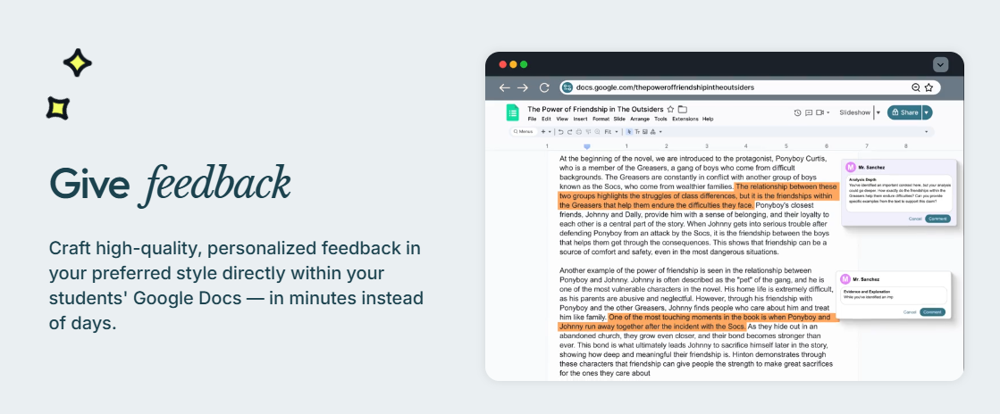 Give feedback
Craft high-quality, personalized feedback in
your preferred style directly within your
students' Google Docs — in minutes instead
of days.
docs.google.com/thepoweroffriendshipintheoutsiders
The Power of Friendship in The Outsiders
File Edit View Insert Format Slide Arrange Tools Extensions Help
Slideshow
Share
Menus
Fit
Tr
1 1 2 3 4 5 6 7 8
At the beginning of the novel, we are introduced to the protagonist, Ponyboy Curtis,
who is a member of the Greasers, a gang of boys who come from difficult
backgrounds. The Greasers are constantly in conflict with another group of boys
known as the Socs, who come from wealthier families. The relationship between these
two groups highlights the struggles of class differences, but it is the friendships within
the Greasers that help them endure the difficulties they face. Ponyboy's closest
friends, Johnny and Dally, provide him with a sense of belonging, and their loyalty to
each other is a central part of the story. When Johnny gets into serious trouble after
defending Ponyboy from an attack by the Socs, it is the friendship between the boys
that helps them get through the consequences. This shows that friendship can be a
source of comfort and safety, even in the most dangerous situations.
Another example of the power of friendship is seen in the relationship between
Ponyboy and Johnny. Johnny is often described as the "pet" of the gang, and he is
one of the most vulnerable characters in the novel. His home life is extremely difficult,
as his parents are abusive and neglectful. However, through his friendship with
Ponyboy and the other Greasers, Johnny finds people who care about him and treat
him like family. One of the most touching moments in the book is when Ponyboy and
Johnny run away together after the incident with the Socs. As they hide out in an
abandoned church, they grow even closer, and their bond becomes stronger than
ever. This bond is what ultimately leads Johnny to sacrifice himself later in the story,
showing how deep and meaningful their friendship is. Hinton demonstrates through
these characters that friendship can give people the strength to make great sacrifices
for the ones they care about
M Mr. Sanchez
Analysis Depth
You've identified an important context here, but your analysis
could go deeper. How exactly do the friendships within the
Greasers help them endure difficulties? Can you provide
specific examples from the text to support this claim?
Cancel Comment
M Mr. Sanchez
Evidence and Explanation
While you've identified an imp
Cancel Comment